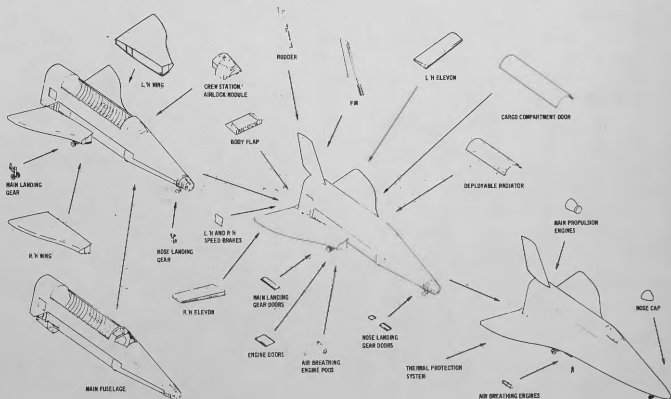 RUDDER
FIN
L'H ELEVON
CARGO COMPARTMENT DOOR
L'H WING
CREW STATION/
AIRLOCK MODULE
BODY FLAP
DEPLOYABLE RADIATOR
MAIN LANDING
GEAR
MAIN PROPULSION
ENGINES
R'H WING
NOSE LANDING
GEAR
L'H AND R'H
SPEED BRAKES
NOSE CAP
R'H ELEVON
MAIN LANDING
GEAR DOORS
ENGINE DOORS
AIR BREATHING
ENGINE PODS
NOSE LANDING
GEAR DOORS
THERMAL PROTECTION
SYSTEM
AIR BREATHING ENGINES
MAIN FUSELAGE